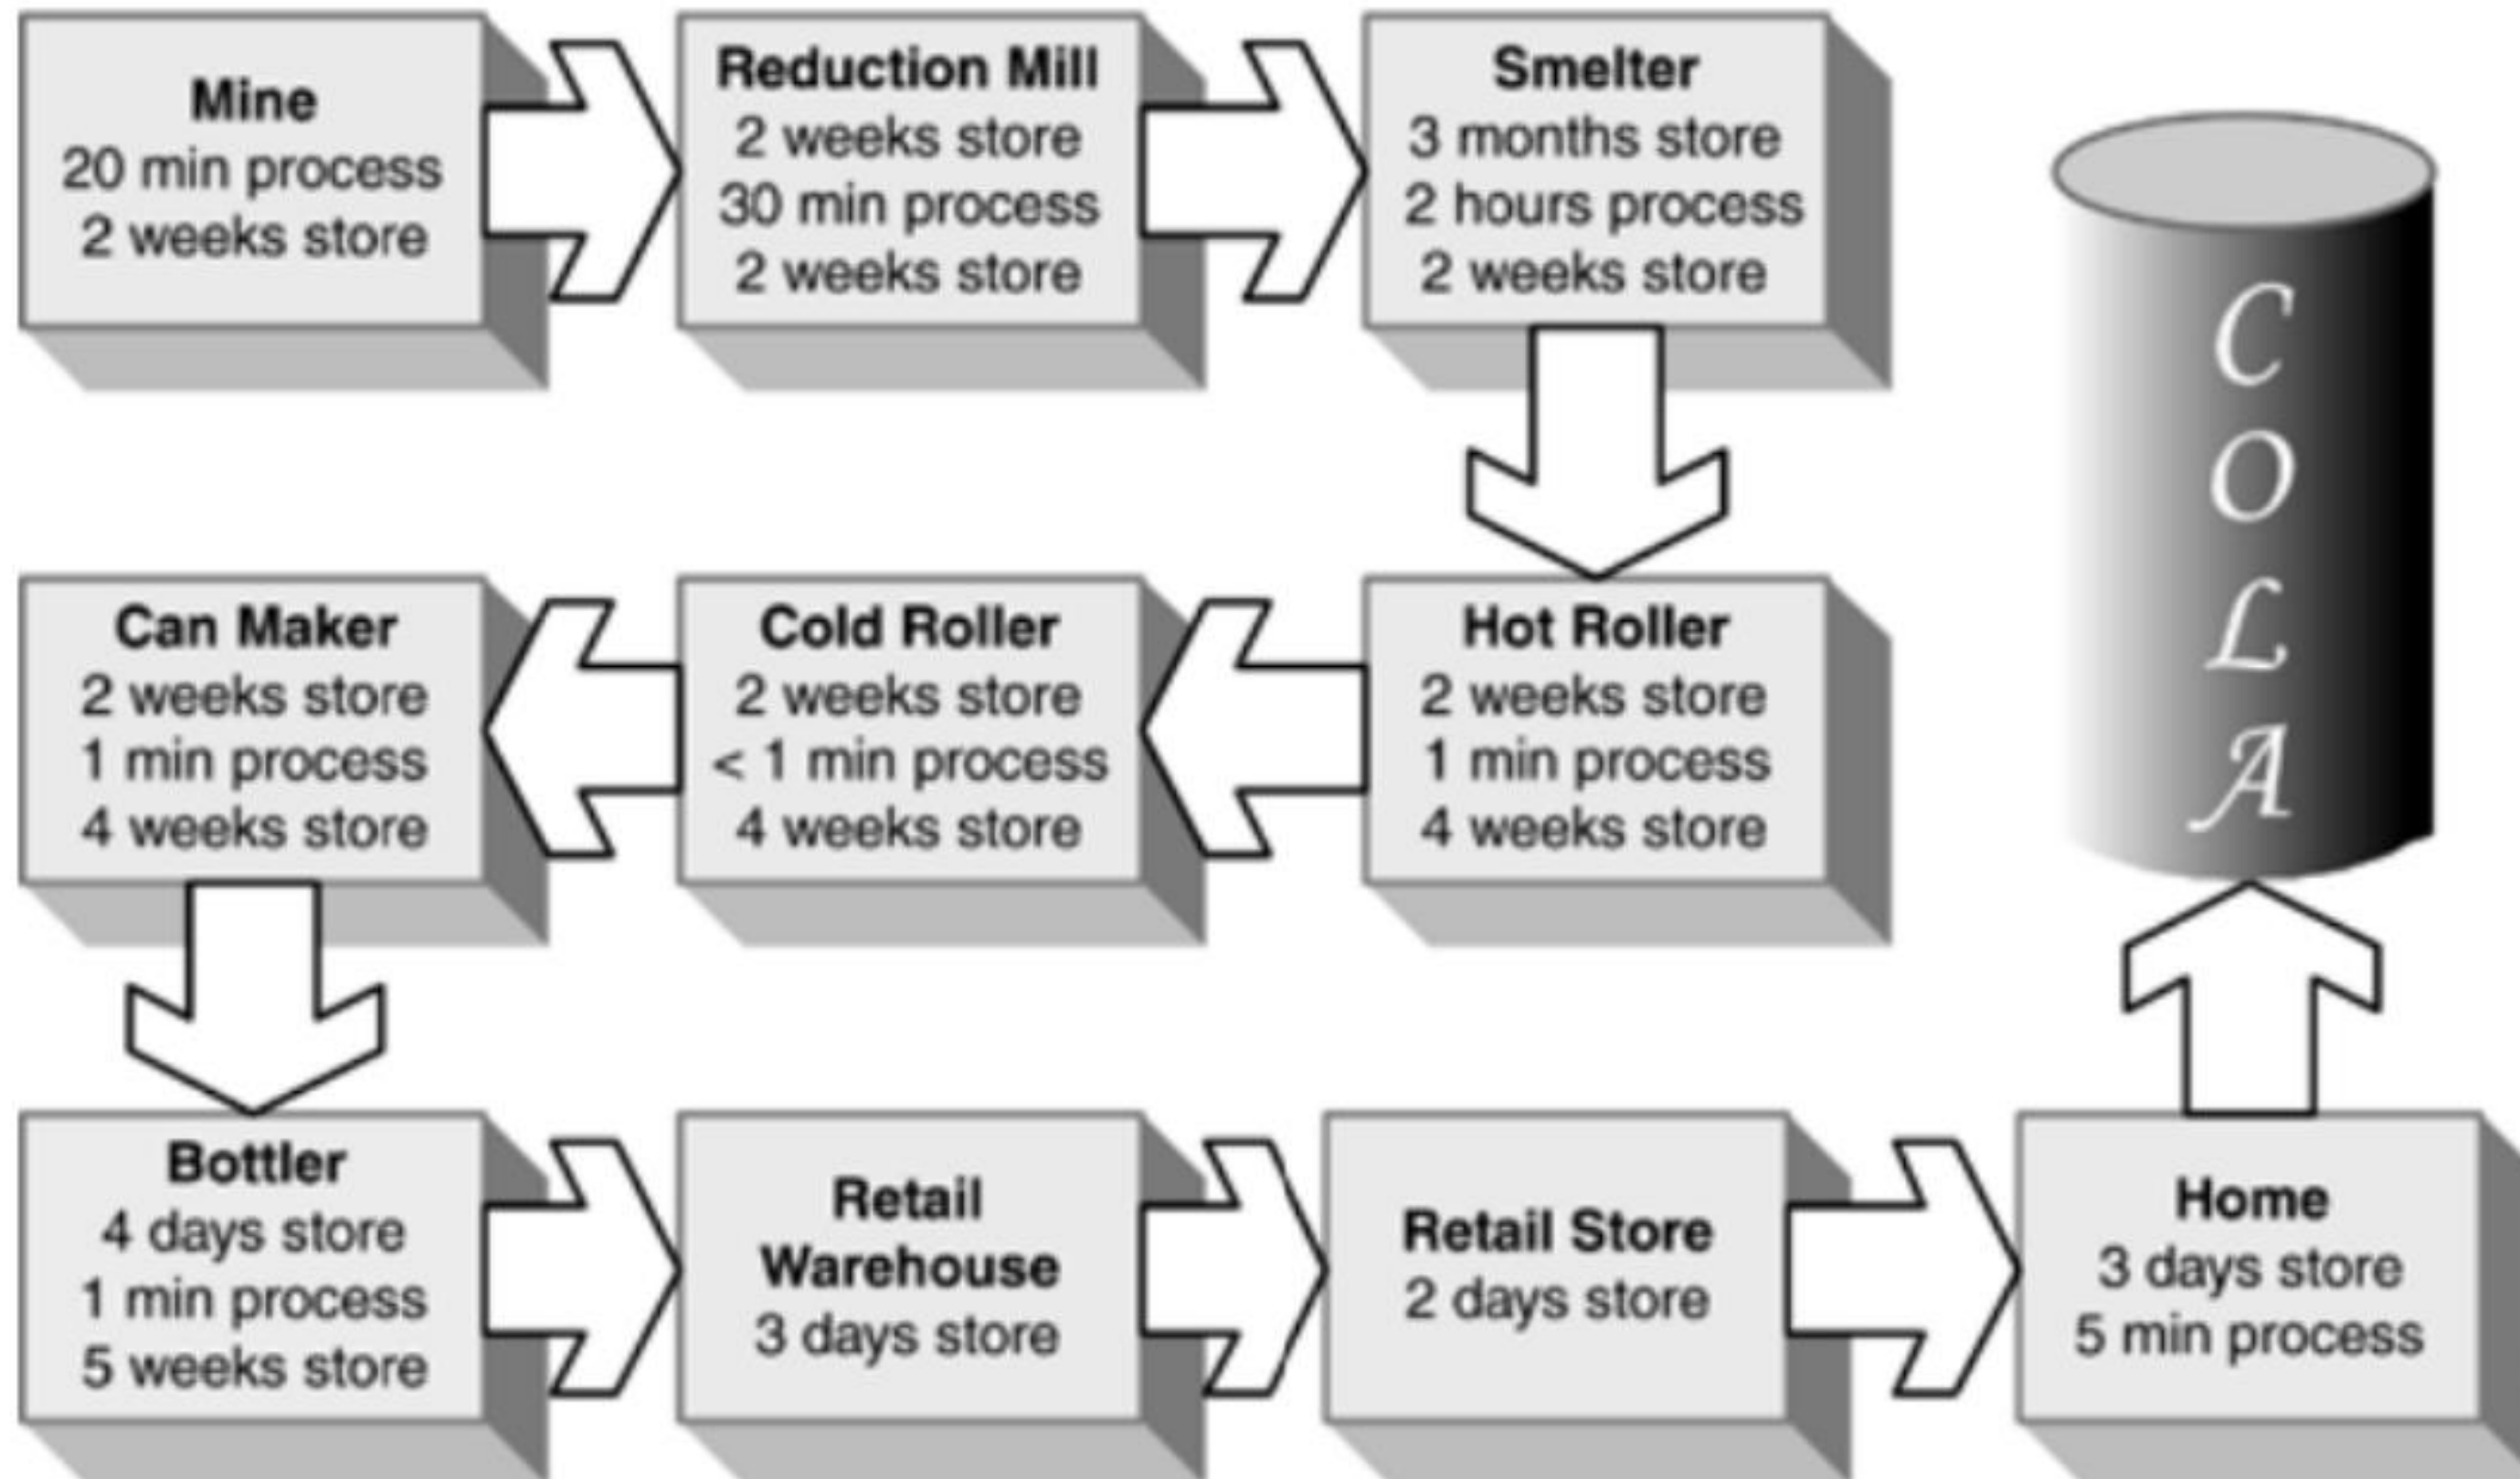 Mine
20 min process
2 weeks store
Reduction Mill
2 weeks store
30 min process
2 weeks store
Smelter
3 months store
2 hours process
2 weeks store
Hot Roller
2 weeks store
1 min process
4 weeks store
Cold Roller
2 weeks store
< 1 min process
4 weeks store
Can Maker
2 weeks store
1 min process
4 weeks store
Bottler
4 days store
1 min process
5 weeks store
Retail
Warehouse
3 days store
Retail Store
2 days store
Home
3 days store
5 min process
C
O
L
A